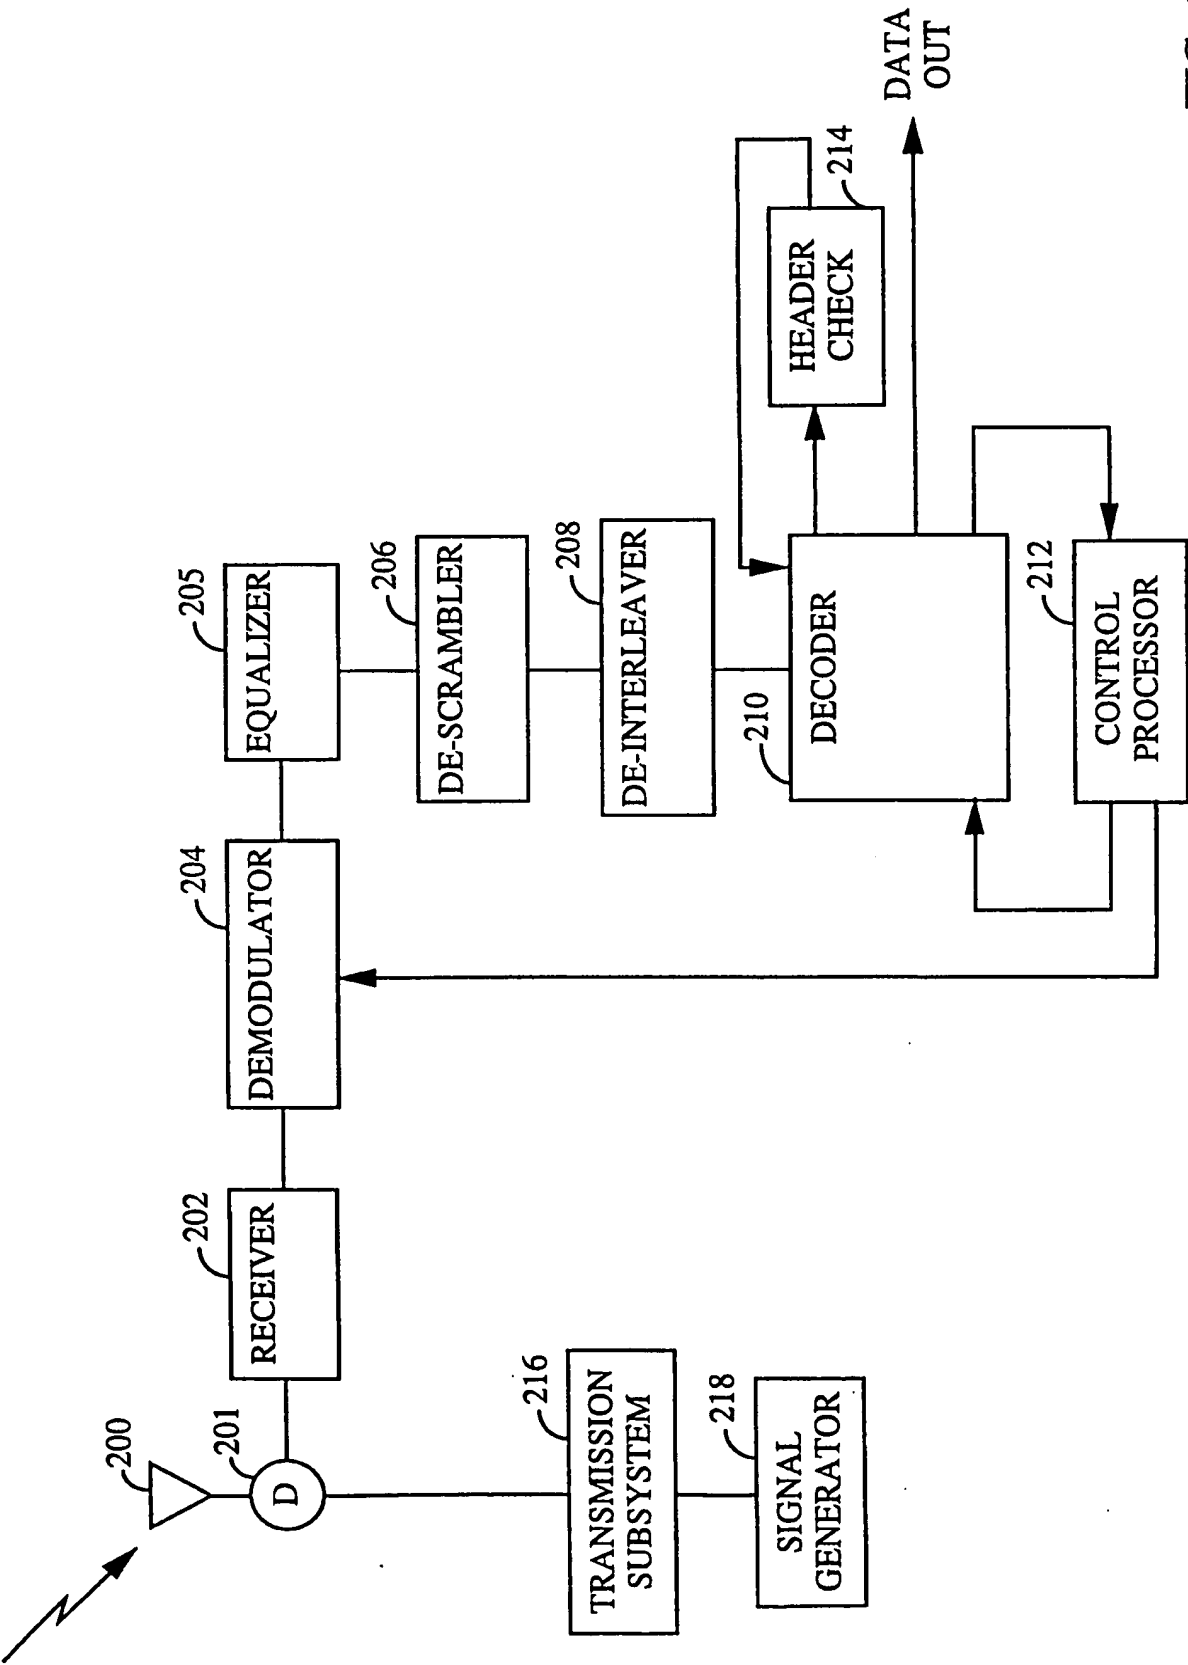 200
201
D
202
RECEIVER
204
DEMODULATOR
205
EQUALIZER
206
DE-SCRAMBLER
208
DE-INTERLEAVER
210
DECODER
214
HEADER
CHECK
DATA
OUT
212
CONTROL
PROCESSOR
216
TRANSMISSION
SUBSYSTEM
218
SIGNAL
GENERATOR